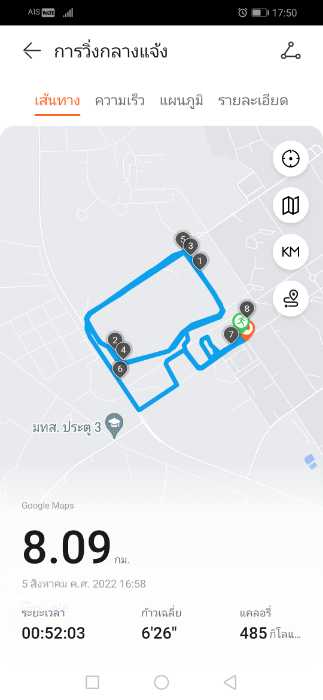 AIS 17:50
การวิ่งกลางแจ้ง
เส้นทาง ความเร็ว แผนภูมิ รายละเอียด
5
3
1
KM
8
7
2
4
6
มทส. ประตู 3
Google Maps
8.09 กม.
5 สิงหาคม ค.ศ. 2022 16:58
ระยะเวลา ก้าวเฉลี่ย แคลอรี่
00:52:03 6'26" 485 กิโลแ...